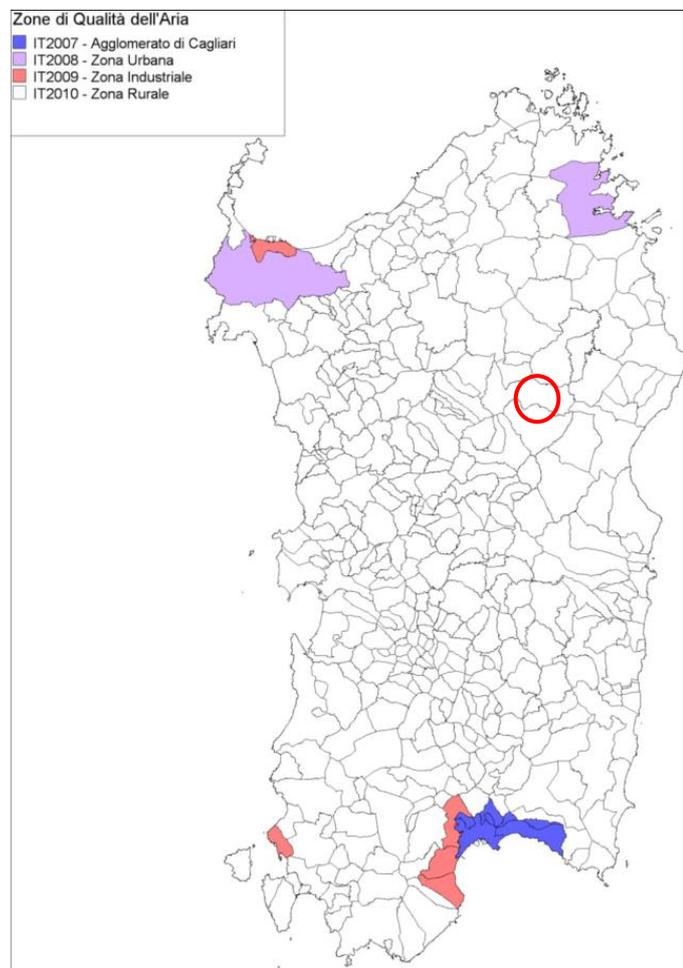 Zone di Qualità dell'Aria
IT2007 - Agglomerato di Cagliari
IT2008 - Zona Urbana
IT2009 - Zona Industriale
IT2010 - Zona Rurale